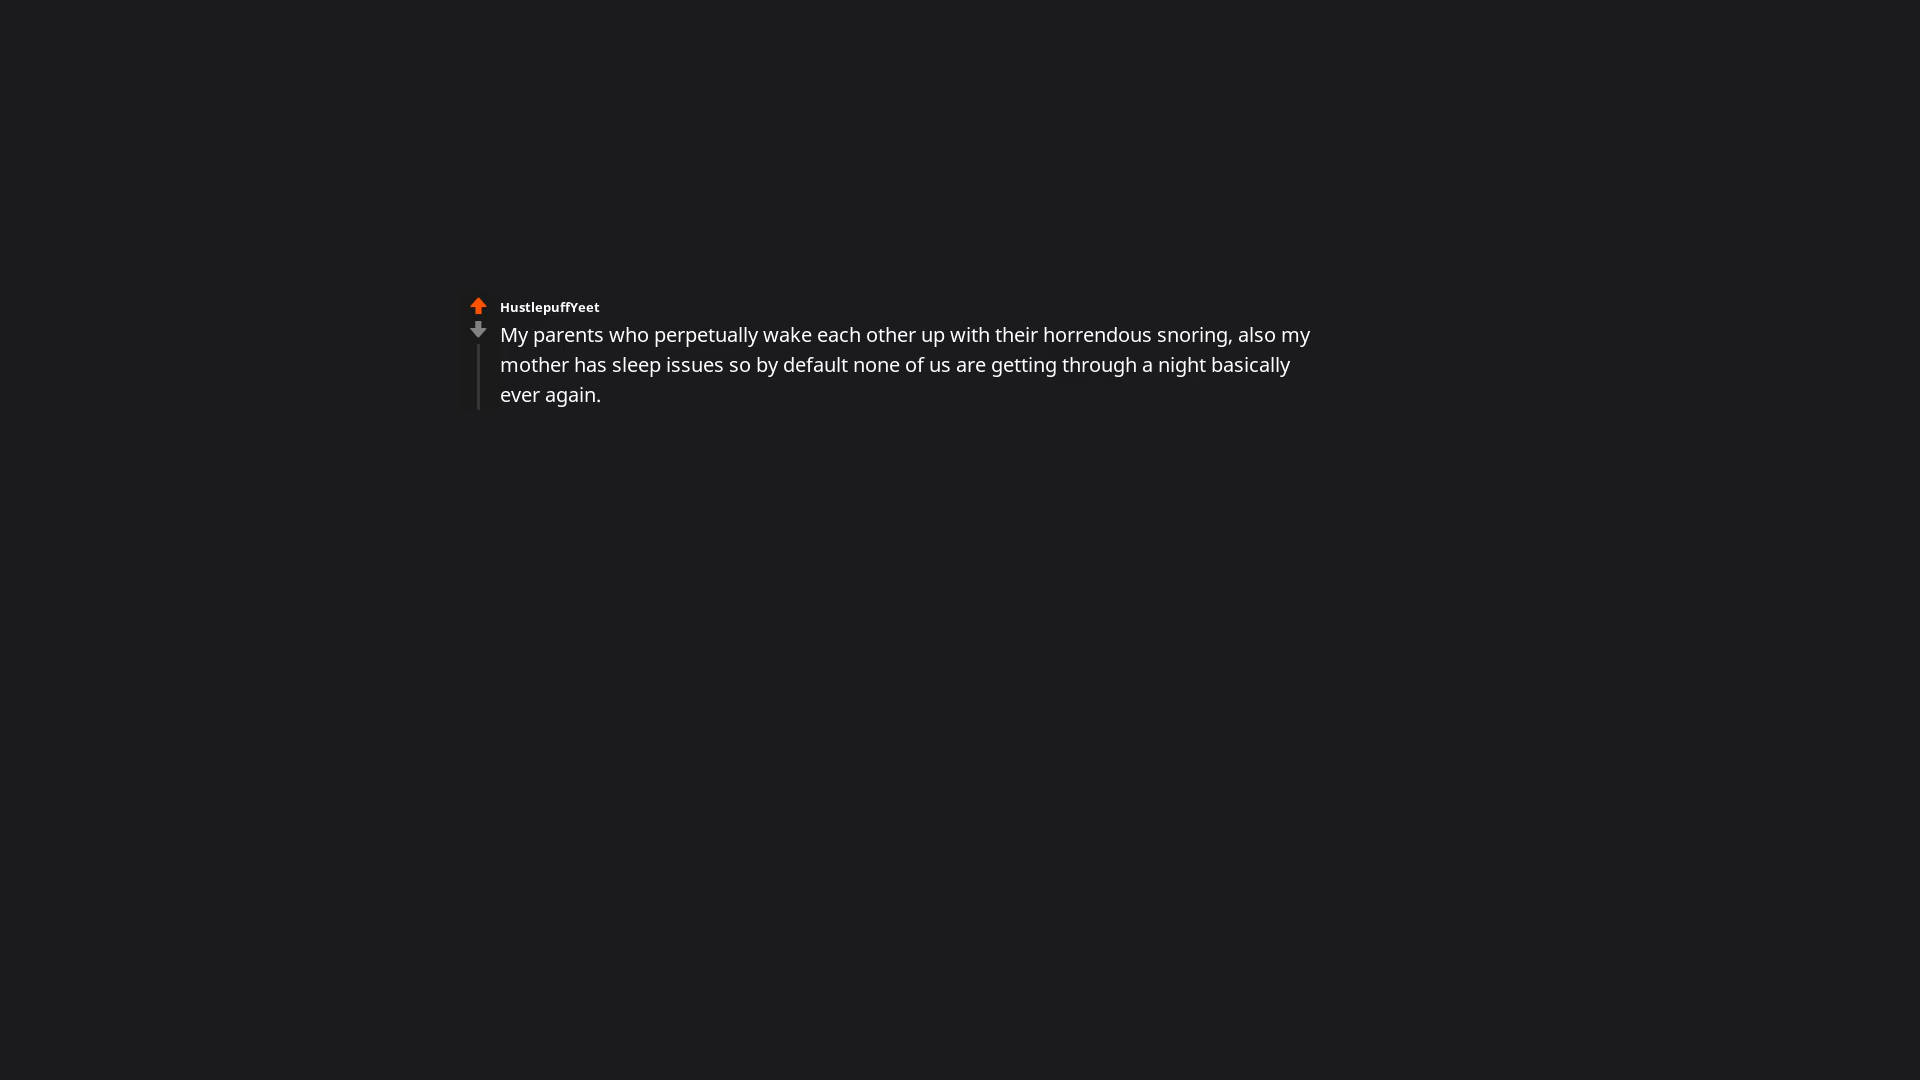 HustlepuffYeet
My parents who perpetually wake each other up with their horrendous snoring, also my
mother has sleep issues so by default none of us are getting through a night basically
ever again.